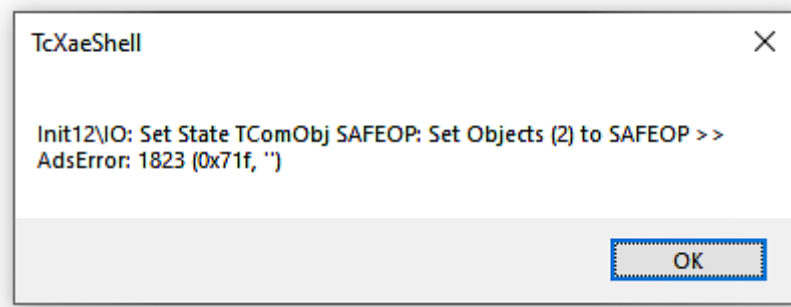 TcXaeShell
Init12\IO: Set State TComObj SAFEOP: Set Objects (2) to SAFEOP >>
AdsError: 1823 (0x71f, '')
OK